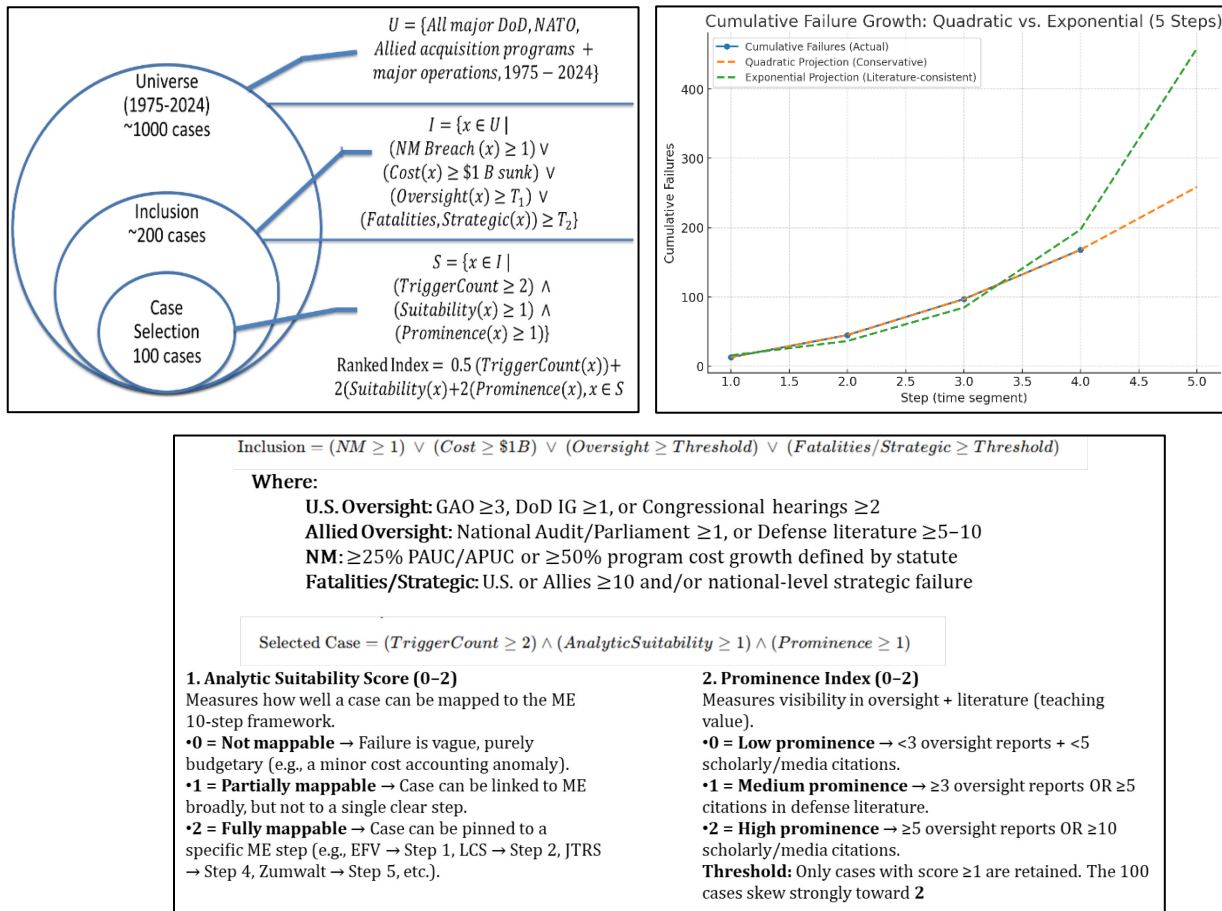 Universe
(1975-2024)
~1000 cases
Inclusion
~200 cases
Case
Selection
100 cases
U = {All major DoD, NATO,
Allied acquisition programs +
major operations, 1975 − 2024}
I = {x ∈ U |
(NM Breach (x) ≥ 1) ∨
(Cost(x) ≥ $1 B sunk) ∨
(Oversight(x) ≥ T₁) ∨
(Fatalities, Strategic(x)) ≥ T₂}
S = {x ∈ I |
(TriggerCount ≥ 2) ∧
(Suitability(x) ≥ 1) ∧
(Prominence(x) ≥ 1)}
Ranked Index = 0.5 (TriggerCount(x))+
2(Suitability(x)+2(Prominence(x), x ∈ S
Cumulative Failure Growth: Quadratic vs. Exponential (5 Steps)
Cumulative Failures (Actual)
Quadratic Projection (Conservative)
Exponential Projection (Literature-consistent)
Cumulative Failures
400
300
200
100
0
1.0 1.5 2.0 2.5 3.0 3.5 4.0 4.5 5.0
Step (time segment)
Inclusion = (NM ≥ 1) ∨ (Cost ≥ $1B) ∨ (Oversight ≥ Threshold) ∨ (Fatalities/Strategic ≥ Threshold)
Where:
U.S. Oversight: GAO ≥3, DoD IG ≥1, or Congressional hearings ≥2
Allied Oversight: National Audit/Parliament ≥1, or Defense literature ≥5–10
NM: ≥25% PAUC/APUC or ≥50% program cost growth defined by statute
Fatalities/Strategic: U.S. or Allies ≥10 and/or national-level strategic failure
Selected Case = (TriggerCount ≥ 2) ∧ (AnalyticSuitability ≥ 1) ∧ (Prominence ≥ 1)
1. Analytic Suitability Score (0–2)
Measures how well a case can be mapped to the ME
10-step framework.
•0 = Not mappable → Failure is vague, purely
budgetary (e.g., a minor cost accounting anomaly).
•1 = Partially mappable → Case can be linked to ME
broadly, but not to a single clear step.
•2 = Fully mappable → Case can be pinned to a
specific ME step (e.g., EFV → Step 1, LCS → Step 2, JTRS
→ Step 4, Zumwalt → Step 5, etc.).
2. Prominence Index (0–2)
Measures visibility in oversight + literature (teaching
value).
•0 = Low prominence → <3 oversight reports + <5
scholarly/media citations.
•1 = Medium prominence → ≥3 oversight reports OR ≥5
citations in defense literature.
•2 = High prominence → ≥5 oversight reports OR ≥10
scholarly/media citations.
Threshold: Only cases with score ≥1 are retained. The 100
cases skew strongly toward 2